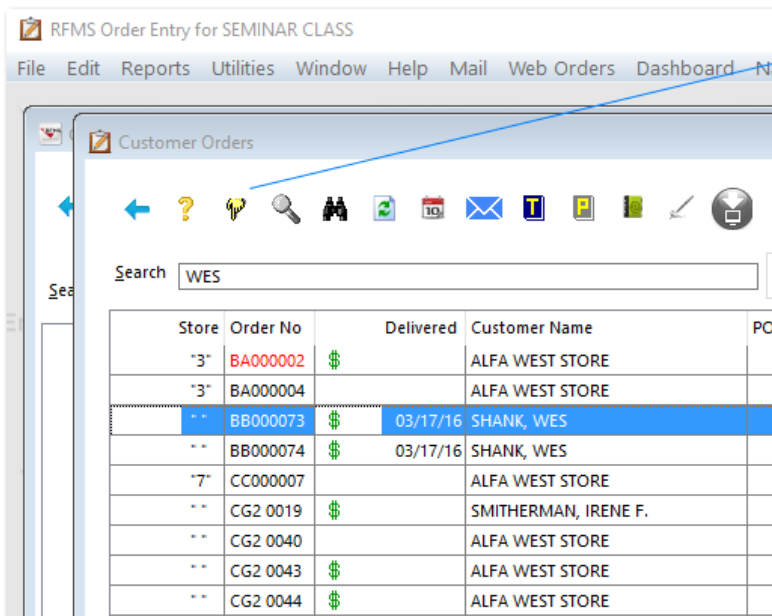 RFMS Order Entry for SEMINAR CLASS
File Edit Reports Utilities Window Help Mail Web Orders Dashboard N
Customer Orders
10
T P
Search WES
Sea
Store Order No Delivered Customer Name PO
"3" BA000002 $ ALFA WEST STORE
"3" BA000004 ALFA WEST STORE
" " BB000073 $ 03/17/16 SHANK, WES
" " BB000074 $ 03/17/16 SHANK, WES
"7" CC000007 ALFA WEST STORE
" " CG2 0019 $ SMITHERMAN, IRENE F.
" " CG2 0040 ALFA WEST STORE
" " CG2 0043 $ ALFA WEST STORE
" " CG2 0044 $ ALFA WEST STORE